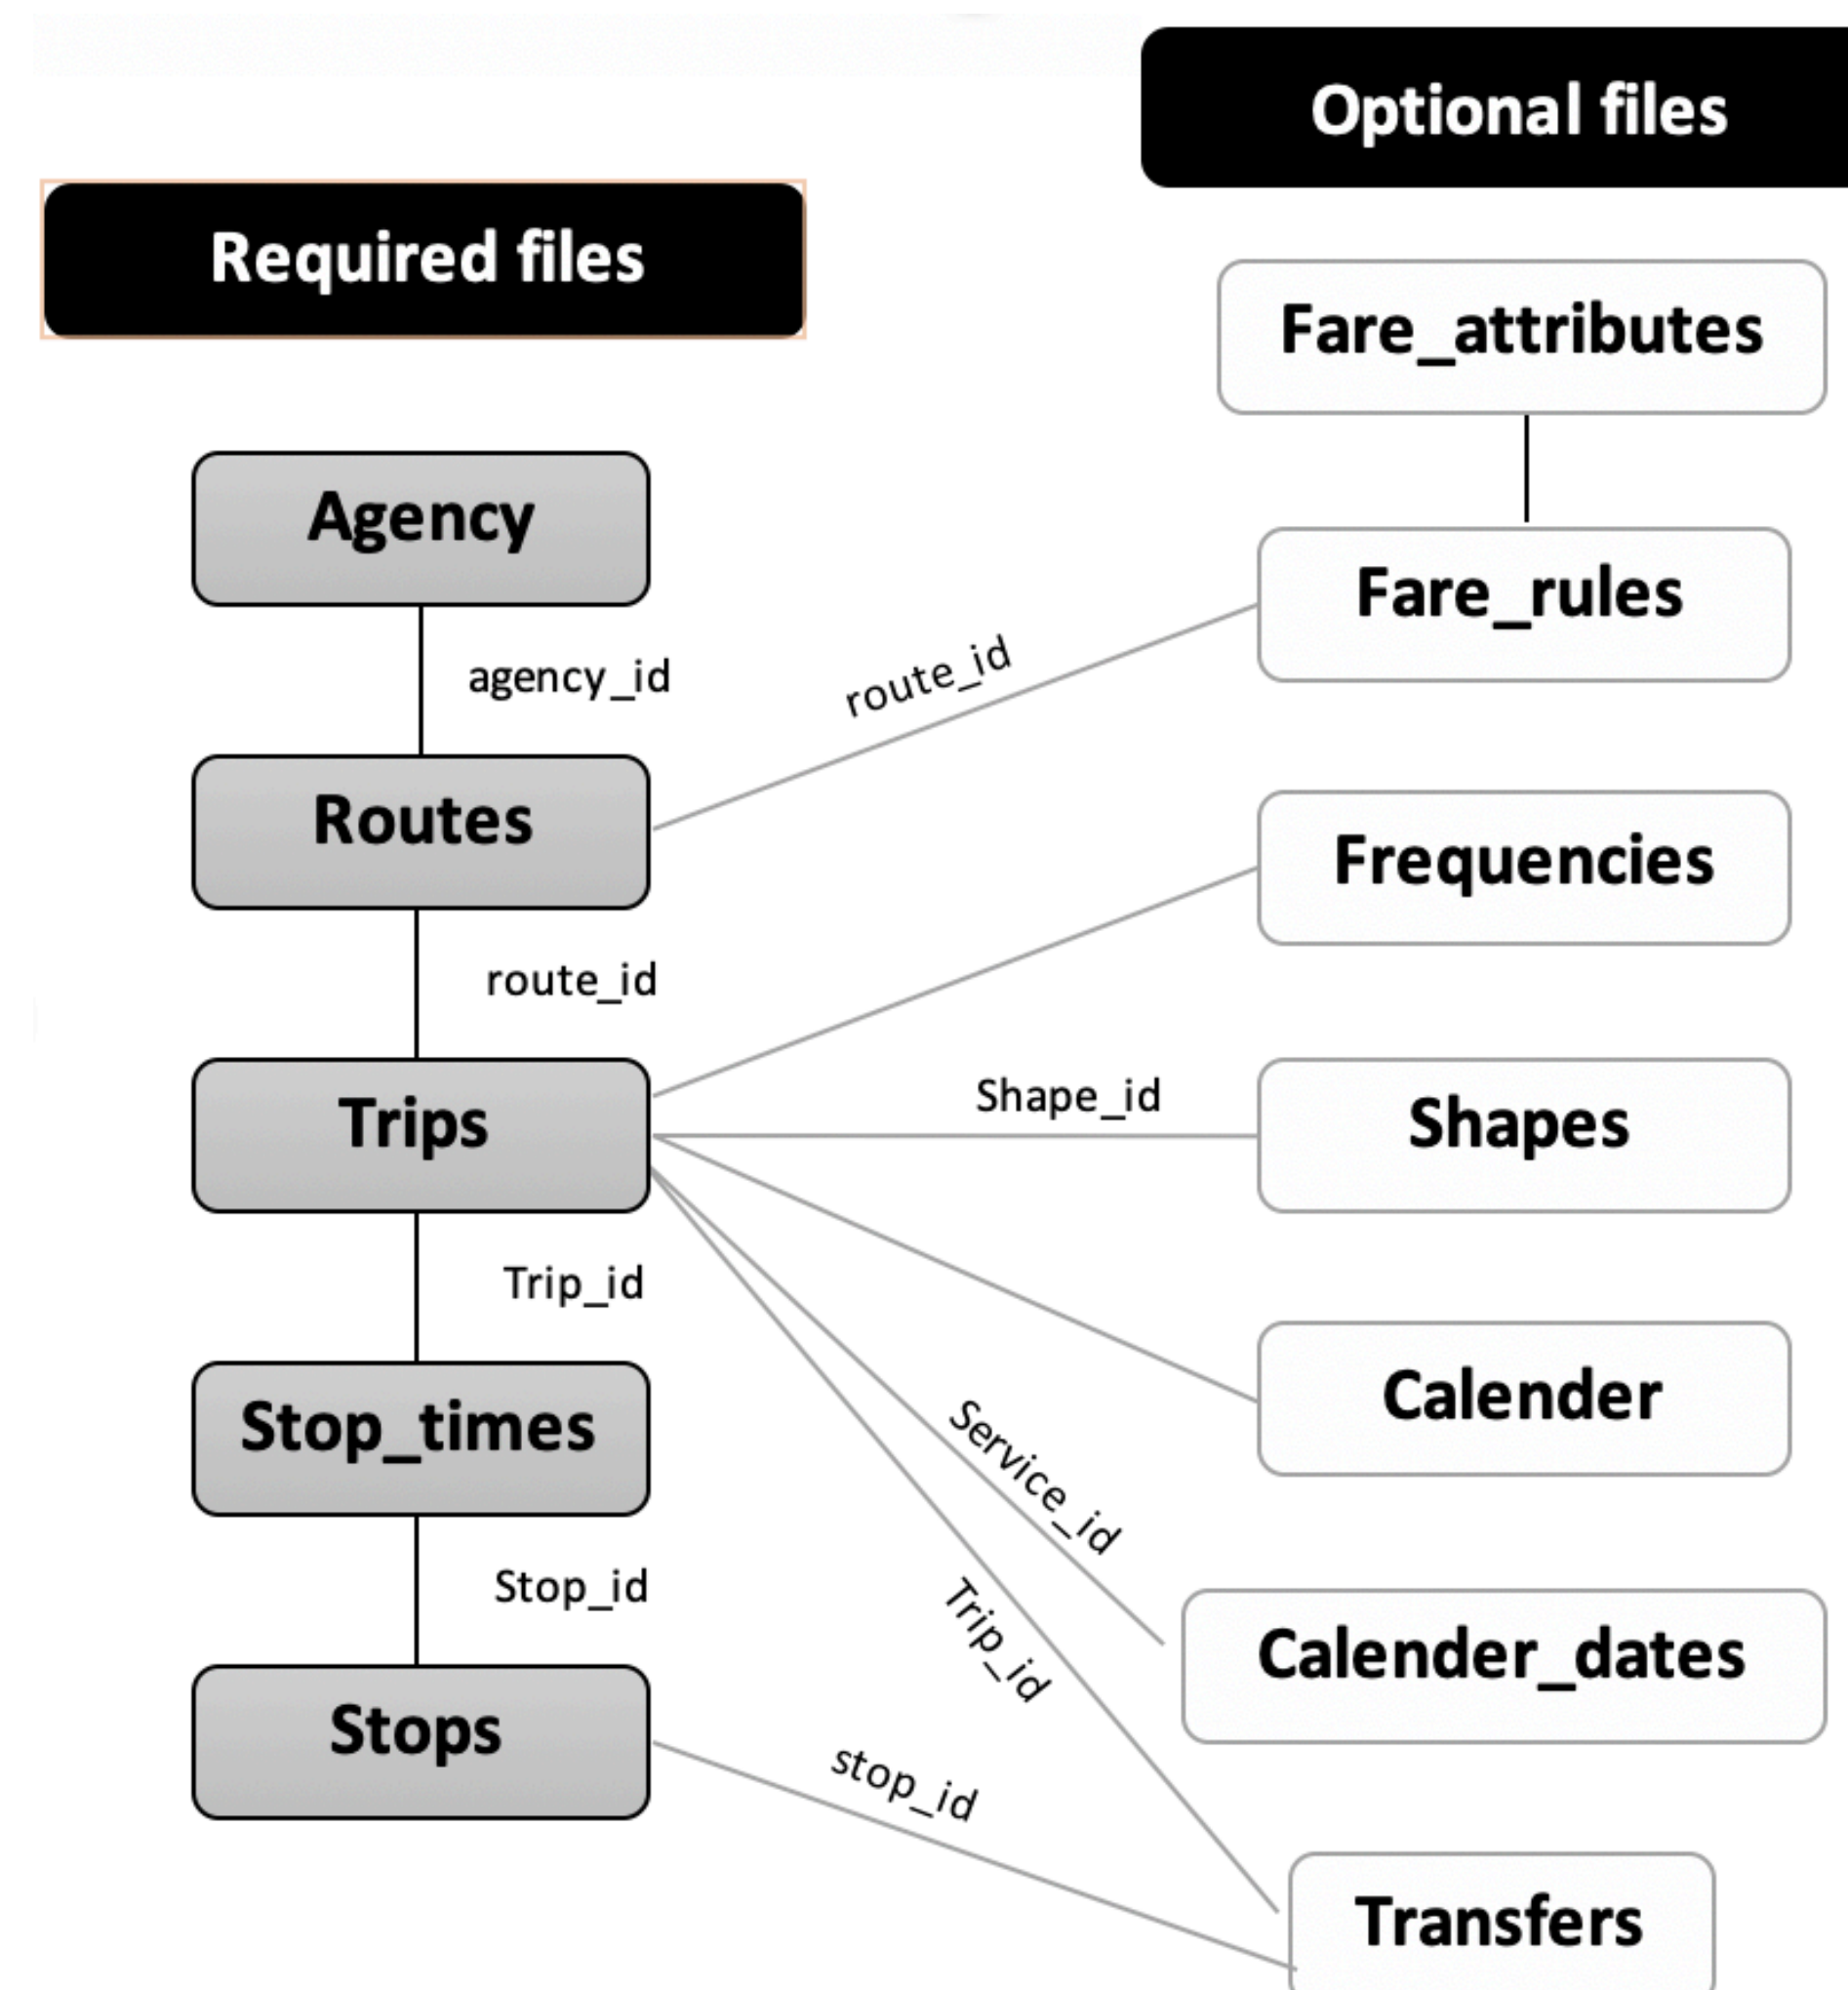 Optional files
Required files
Fare_attributes
Agency
Fare_rules
agency_id
route_id
Routes
Frequencies
route_id
Trips
Shape_id
Shapes
Trip_id
Calender
Stop_times
Service_id
Stop_id
Trip_id
Calender_dates
Stops
stop_id
Transfers